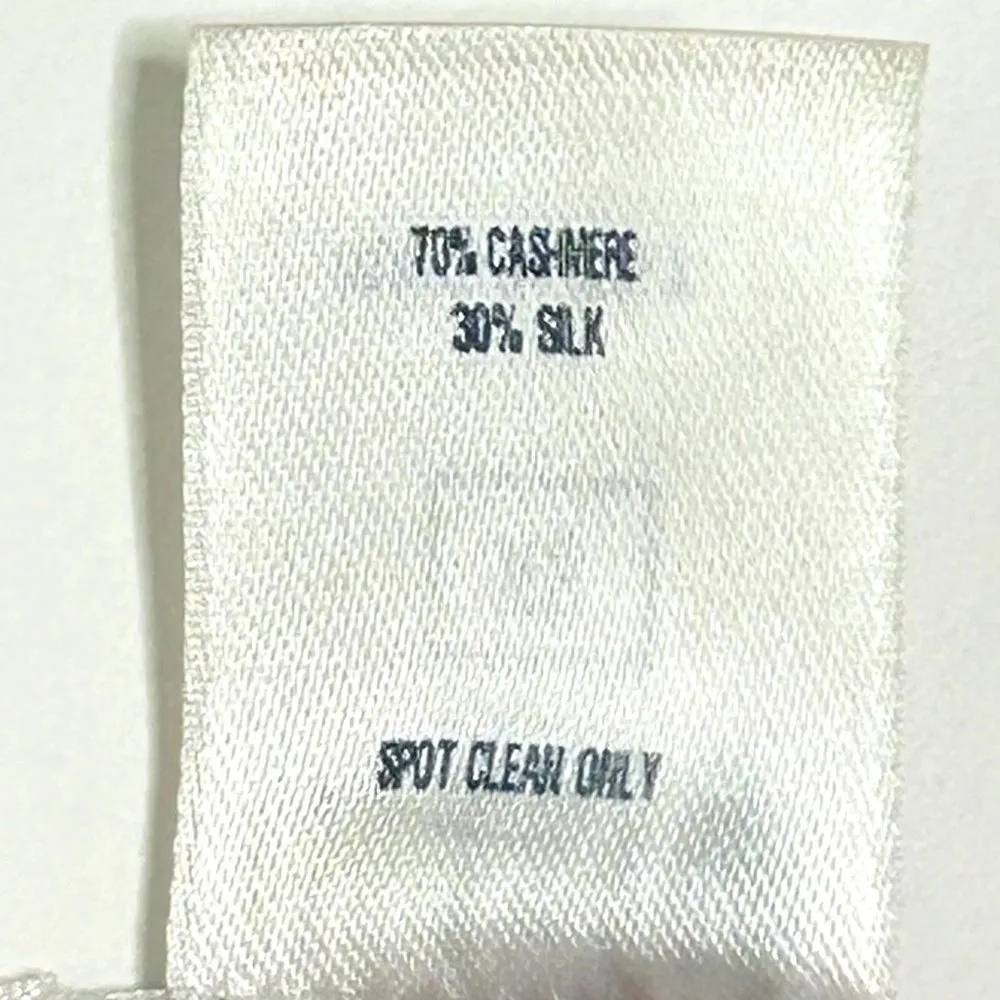 70% CASHMERE
30% SILK
SPOT CLEAN ONLY